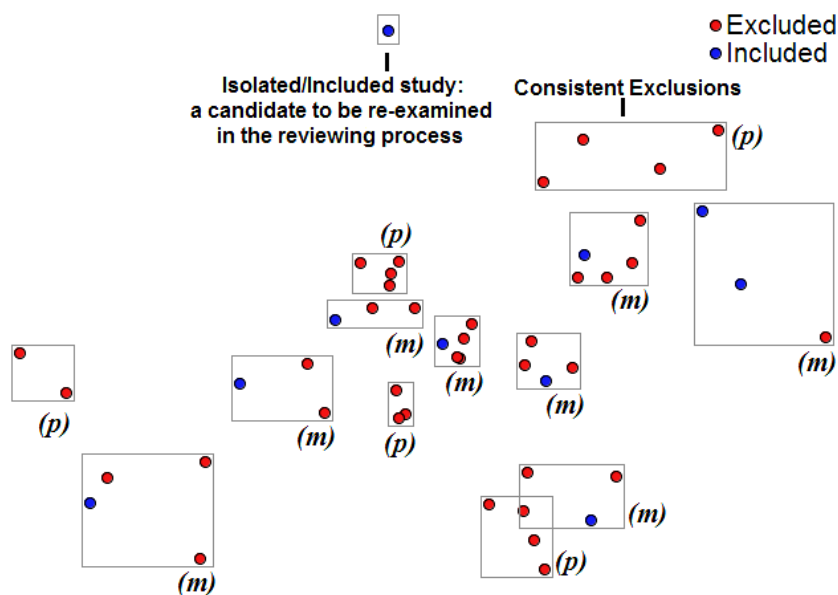 Excluded
Included
Isolated/Included study:
a candidate to be re-examined
in the reviewing process
Consistent Exclusions
(p)
(p)
(m)
(m)
(m)
(m)
(m)
(p)
(m)
(p)
(m)
(p)
(m)